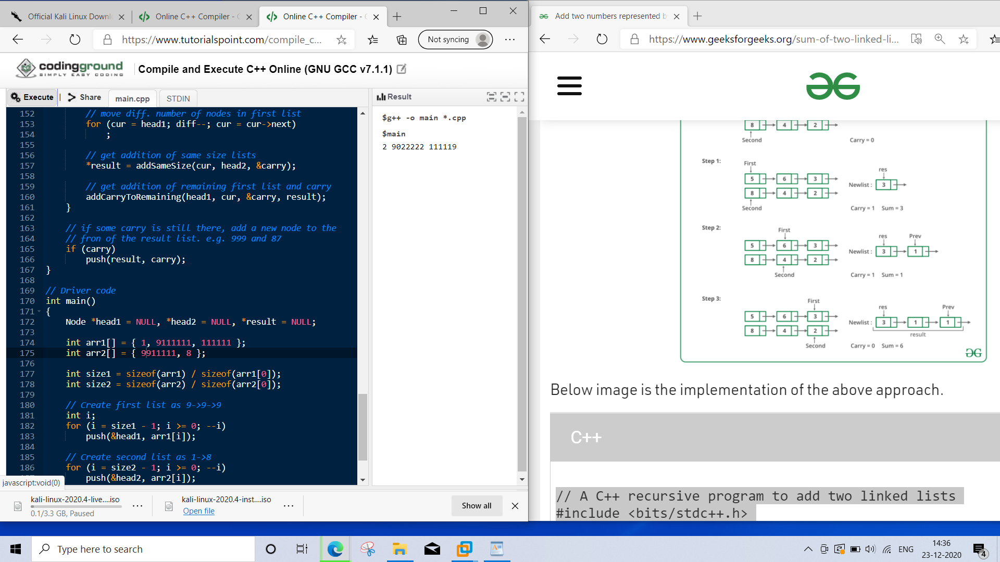 Official Kali Linux Downl
Online C++ Compiler - C
Online C++ Compiler - C
https://www.tutorialspoint.com/compile_c...
Not syncing
codingground
SIMPLY EASY CODING
Compile and Execute C++ Online (GNU GCC v7.1.1)
Execute | Share main.cpp STDIN
152 // move diff. number of nodes in first list
153 for (cur = head1; diff--; cur = cur->next)
154 ;
155
156 // get addition of same size lists
157 *result = addSameSize(cur, head2, &carry);
158
159 // get addition of remaining first list and carry
160 addCarryToRemaining(head1, cur, &carry, result);
161 }
162
163 // if some carry is still there, add a new node to the
164 // fron of the result list. e.g. 999 and 87
165 if (carry)
166 push(result, carry);
167 }
168
169 // Driver code
170 int main()
171 {
172 Node *head1 = NULL, *head2 = NULL, *result = NULL;
173
174 int arr1[] = { 1, 9111111, 111111 };
175 int arr2[] = { 9911111, 8 };
176
177 int size1 = sizeof(arr1) / sizeof(arr1[0]);
178 int size2 = sizeof(arr2) / sizeof(arr2[0]);
179
180 // Create first list as 9->9->9
181 int i;
182 for (i = size1 - 1; i >= 0; --i)
183 push(&head1, arr1[i]);
184
185 // Create second list as 1->8
186 for (i = size2 - 1; i >= 0; --i)
push(&head2, arr2[i]);
javascript:void(0)
Result
$g++ -o main *.cpp
$main
2 9022222 111119
kali-linux-2020.4-live....iso
0.1/3.3 GB, Paused
kali-linux-2020.4-inst....iso
Open file
Show all
Add two numbers represented b
https://www.geeksforgeeks.org/sum-of-two-linked-li...
8 4 2
Second Carry = 0
Step 1:
First
res
5 6 3
Newlist : 3
8 4 2
Second Carry = 1 Sum = 3
Step 2:
First
res Prev
5 6 3
Newlist : 3 1
8 4 2
Second Carry = 1 Sum = 1
Step 3:
First
res Prev
5 6 3
Newlist : 3 1 1
8 4 2
result
Second Carry = 0 Sum = 6
Below image is the implementation of the above approach.
C++
// A C++ recursive program to add two linked lists
#include <bits/stdc++.h>
Type here to search
ENG
14:36
23-12-2020
4